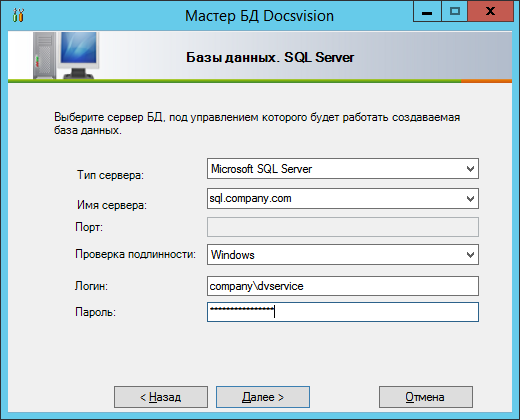 Мастер БД Docsvision
Базы данных. SQL Server
Выберите сервер БД, под управлением которого будет работать создаваемая
база данных.
Тип сервера: Microsoft SQL Server
Имя сервера: sql.company.com
Порт:
Проверка подлинности: Windows
Логин: company\dvservice
Пароль: ****************
< Назад Далее > Отмена